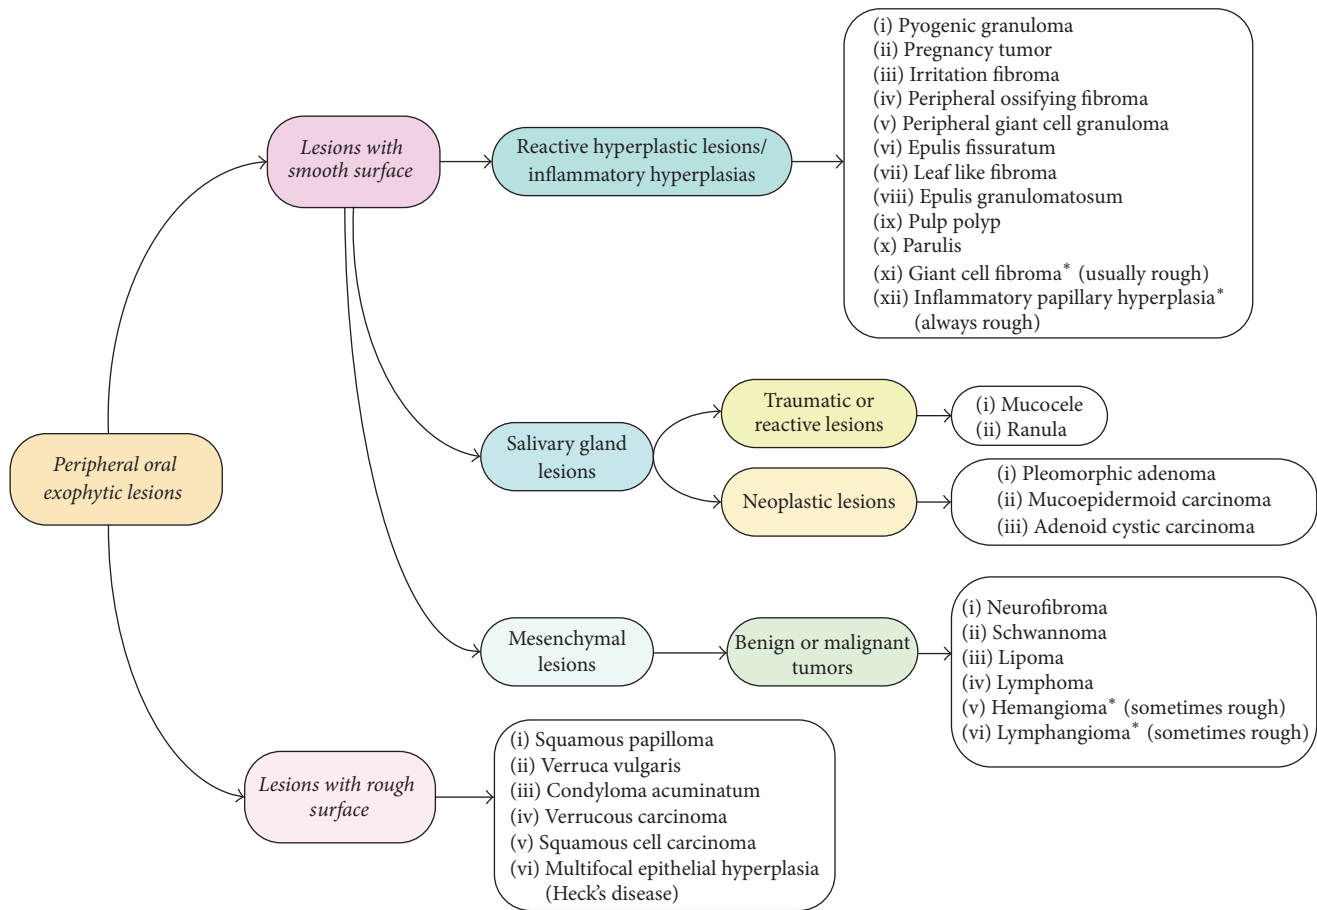 Peripheral oral
exophytic lesions
Lesions with
smooth surface
Reactive hyperplastic lesions/
inflammatory hyperplasias
(i) Pyogenic granuloma
(ii) Pregnancy tumor
(iii) Irritation fibroma
(iv) Peripheral ossifying fibroma
(v) Peripheral giant cell granuloma
(vi) Epulis fissuratum
(vii) Leaf like fibroma
(viii) Epulis granulomatosum
(ix) Pulp polyp
(x) Parulis
(xi) Giant cell fibroma* (usually rough)
(xii) Inflammatory papillary hyperplasia*
(always rough)
Salivary gland
lesions
Traumatic or
reactive lesions
(i) Mucocele
(ii) Ranula
Neoplastic lesions
(i) Pleomorphic adenoma
(ii) Mucoepidermoid carcinoma
(iii) Adenoid cystic carcinoma
Mesenchymal
lesions
Benign or malignant
tumors
(i) Neurofibroma
(ii) Schwannoma
(iii) Lipoma
(iv) Lymphoma
(v) Hemangioma* (sometimes rough)
(vi) Lymphangioma* (sometimes rough)
Lesions with rough
surface
(i) Squamous papilloma
(ii) Verruca vulgaris
(iii) Condyloma acuminatum
(iv) Verrucous carcinoma
(v) Squamous cell carcinoma
(vi) Multifocal epithelial hyperplasia
(Heck's disease)